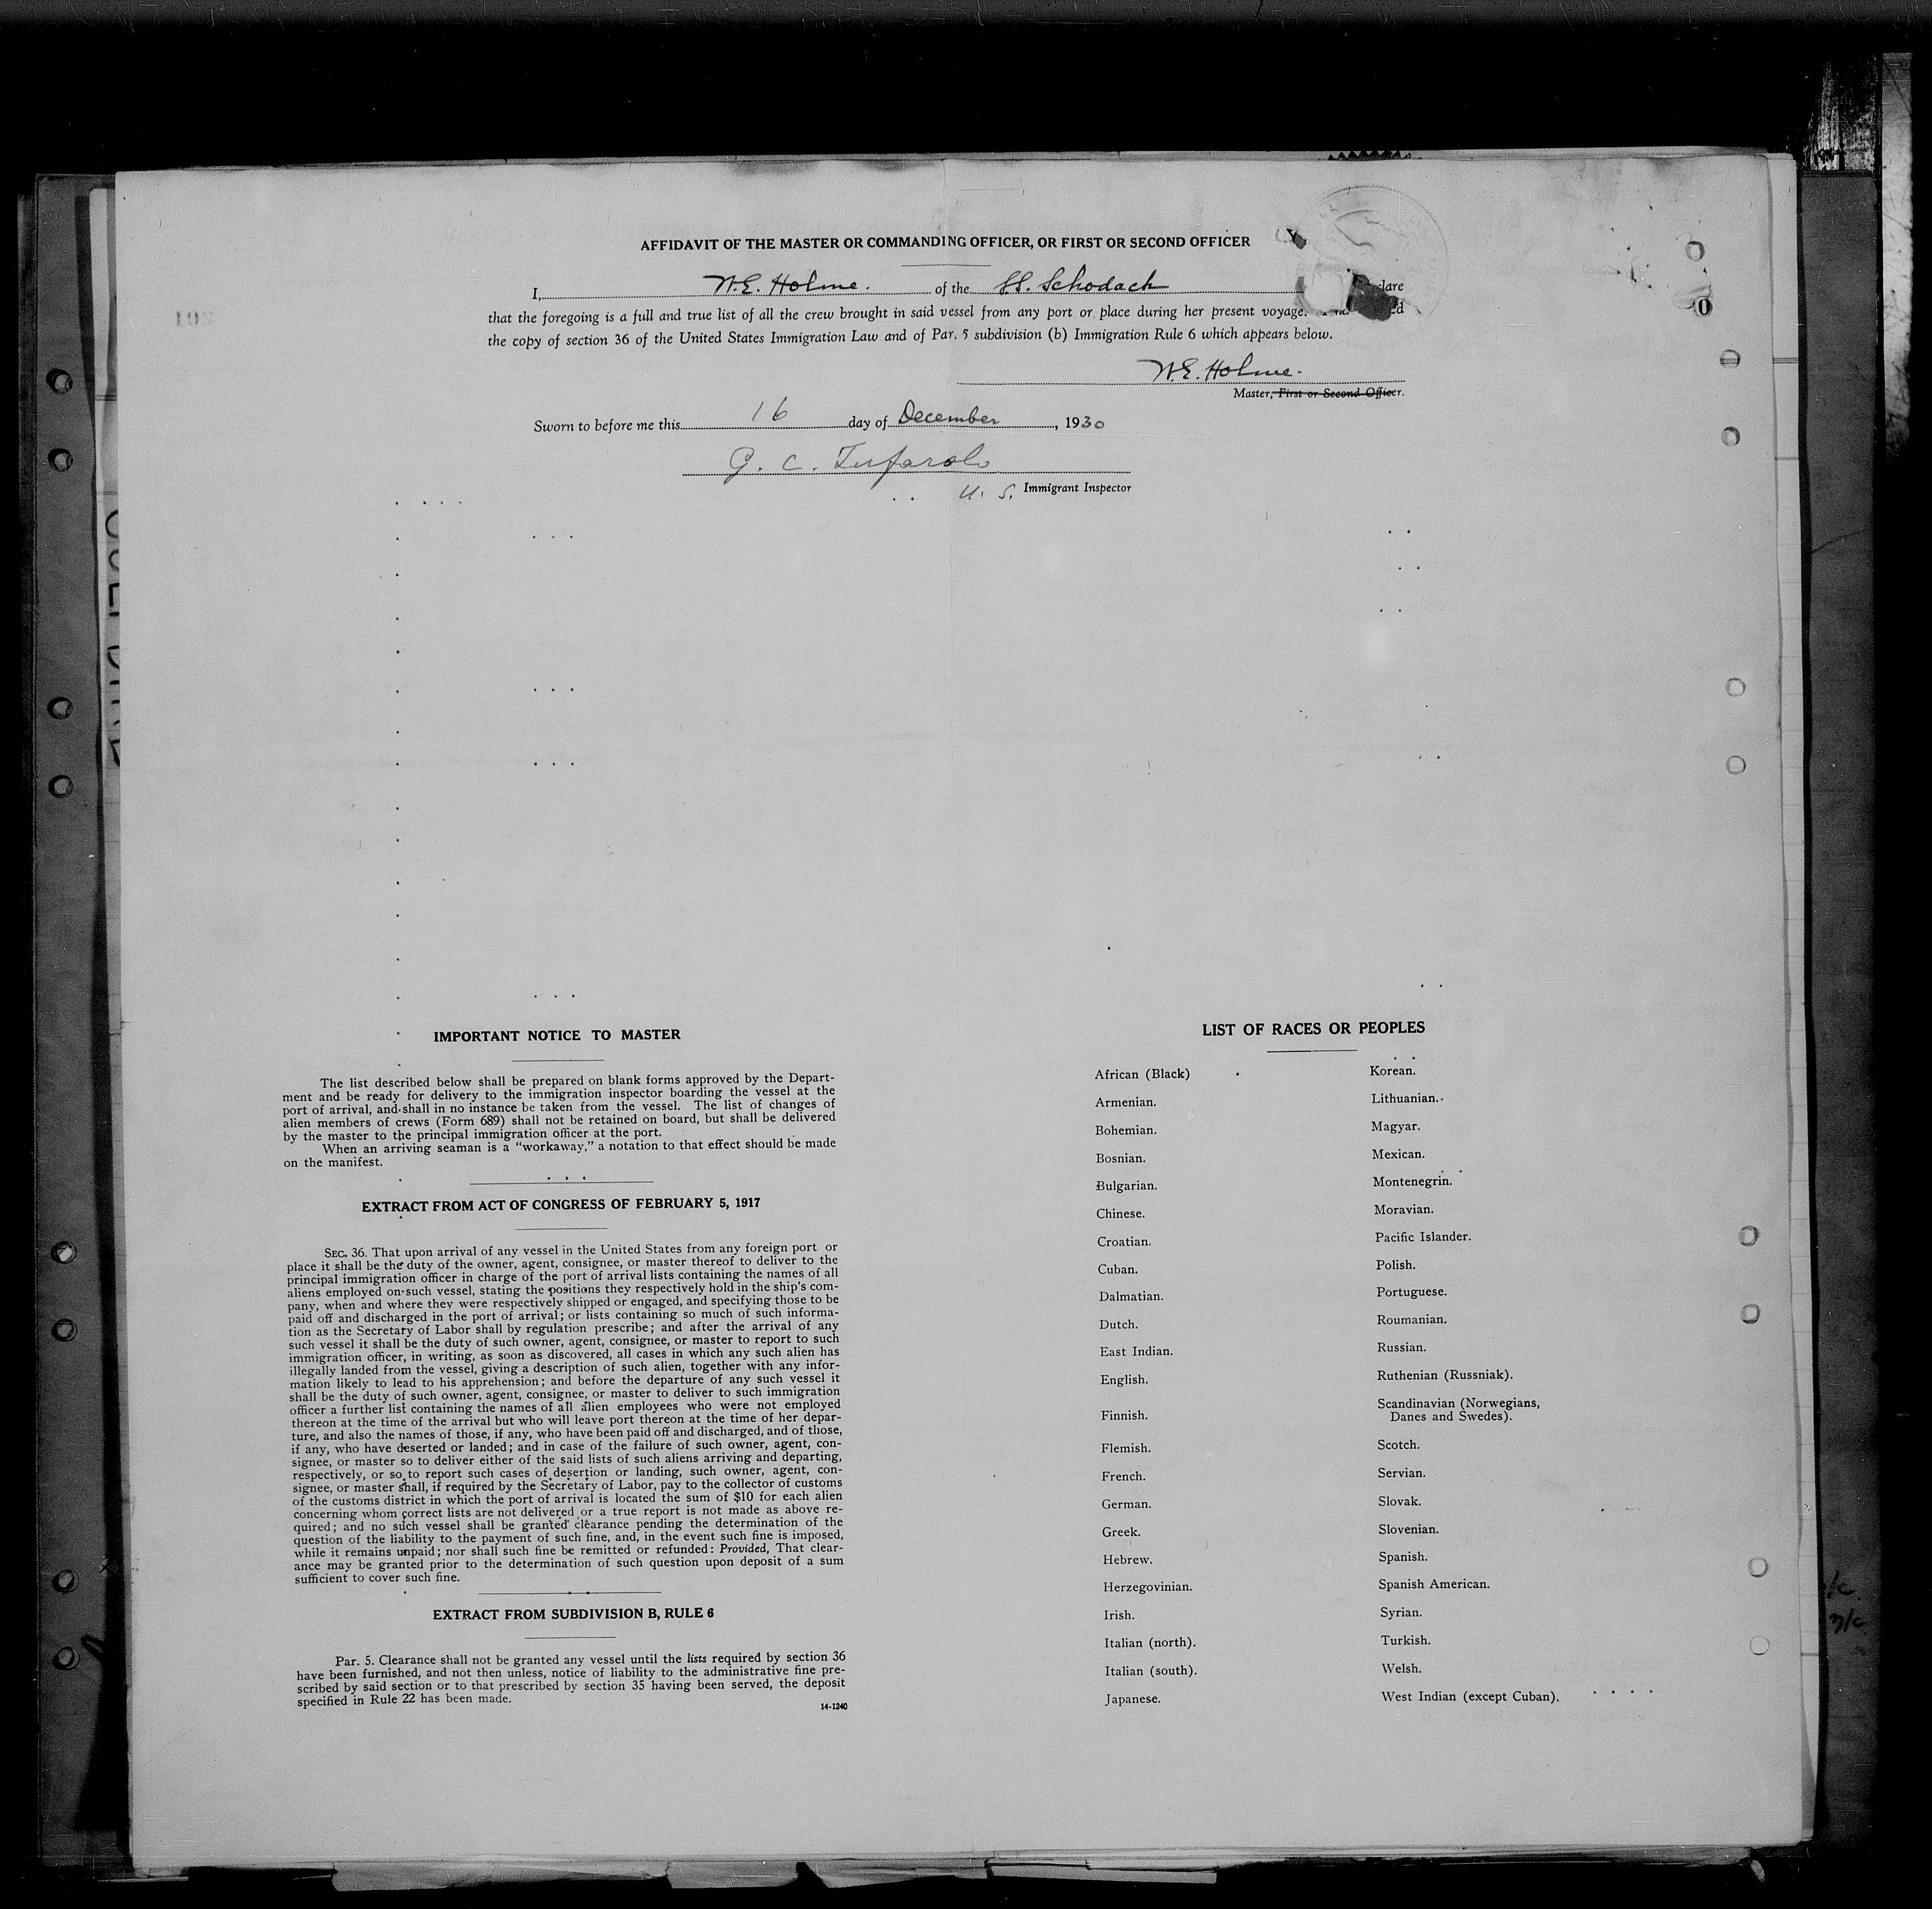 AFFIDAVIT OF THE MASTER OR COMMANDING OFFICER, OR FIRST OR SECOND OFFICER
I, W.E. Holme. of the S.S. Schodack
that the foregoing is a full and true list of all the crew brought in said vessel from any port or place during her present voyage.
the copy of section 36 of the United States Immigration Law and of Par. 5 subdivision (b) Immigration Rule 6 which appears below.
W.E. Holme.
Master, First or Second Officer.
Sworn to before me this 16 day of December, 1930
G. C.
U. S. Immigrant Inspector
IMPORTANT NOTICE TO MASTER
The list described below shall be prepared on blank forms approved by the Depart-
ment and be ready for delivery to the immigration inspector boarding the vessel at the
port of arrival, and shall in no instance be taken from the vessel. The list of changes of
alien members of crews (Form 689) shall not be retained on board, but shall be delivered
by the master to the principal immigration officer at the port.
When an arriving seaman is a "workaway," a notation to that effect should be made
on the manifest.
EXTRACT FROM ACT OF CONGRESS OF FEBRUARY 5, 1917
SEC. 36. That upon arrival of any vessel in the United States from any foreign port or
place it shall be the duty of the owner, agent, consignee, or master thereof to deliver to the
principal immigration officer in charge of the port of arrival lists containing the names of all
aliens employed on such vessel, stating the positions they respectively hold in the ship's com-
pany, when and where they were respectively shipped or engaged, and specifying those to be
paid off and discharged in the port of arrival; or lists containing so much of such informa-
tion as the Secretary of Labor shall by regulation prescribe; and after the arrival of any
such vessel it shall be the duty of such owner, agent, consignee, or master to report to such
immigration officer, in writing, as soon as discovered, all cases in which any such alien has
illegally landed from the vessel, giving a description of such alien, together with any infor-
mation likely to lead to his apprehension; and before the departure of any such vessel it
shall be the duty of such owner, agent, consignee, or master to deliver to such immigration
officer a further list containing the names of all alien employees who were not employed
thereon at the time of the arrival but who will leave port thereon at the time of her depar-
ture, and also the names of those, if any, who have been paid off and discharged, and of those,
if any, who have deserted or landed; and in case of the failure of such owner, agent, con-
signee, or master so to deliver either of the said lists of such aliens arriving and departing,
respectively, or so to report such cases of desertion or landing, such owner, agent, con-
signee, or master shall, if required by the Secretary of Labor, pay to the collector of customs
of the customs district in which the port of arrival is located the sum of $10 for each alien
concerning whom correct lists are not delivered or a true report is not made as above re-
quired; and no such vessel shall be granted clearance pending the determination of the
question of the liability to the payment of such fine, and, in the event such fine is imposed,
while it remains unpaid; nor shall such fine be remitted or refunded: Provided, That clear-
ance may be granted prior to the determination of such question upon deposit of a sum
sufficient to cover such fine.
EXTRACT FROM SUBDIVISION B, RULE 6
Par. 5. Clearance shall not be granted any vessel until the lists required by section 36
have been furnished, and not then unless, notice of liability to the administrative fine pre-
scribed by said section or to that prescribed by section 35 having been served, the deposit
specified in Rule 22 has been made.
14-1240
LIST OF RACES OR PEOPLES
African (Black)
Armenian.
Bohemian.
Bosnian.
Bulgarian.
Chinese.
Croatian.
Cuban.
Dalmatian.
Dutch.
East Indian.
English.
Finnish.
Flemish.
French.
German.
Greek.
Hebrew.
Herzegovinian.
Irish.
Italian (north).
Italian (south).
Japanese.
Korean.
Lithuanian.
Magyar.
Mexican.
Montenegrin.
Moravian.
Pacific Islander.
Polish.
Portuguese.
Roumanian.
Russian.
Ruthenian (Russniak).
Scandinavian (Norwegians,
Danes and Swedes).
Scotch.
Servian.
Slovak.
Slovenian.
Spanish.
Spanish American.
Syrian.
Turkish.
Welsh.
West Indian (except Cuban).